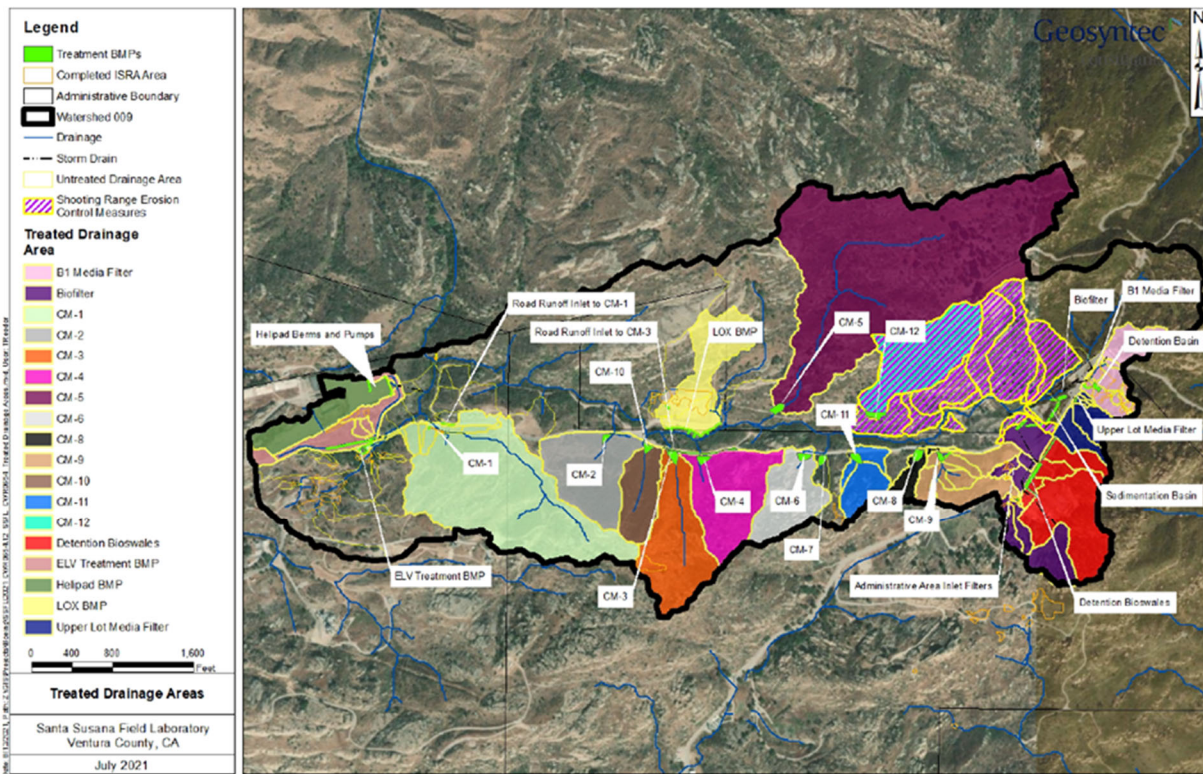 Legend
Treatment BMPs
Completed ISRA Area
Administrative Boundary
Watershed 009
Drainage
Storm Drain
Untreated Drainage Area
Shooting Range Erosion
Control Measures
Treated Drainage
Area
B1 Media Filter
Biofilter
CM-1
CM-2
CM-3
CM-4
CM-5
CM-6
CM-8
CM-9
CM-10
CM-11
CM-12
Detention Bioswales
ELV Treatment BMP
Helipad BMP
LOX BMP
Upper Lot Media Filter
0 400 800 1,600
Feet
Treated Drainage Areas
Santa Susana Field Laboratory
Ventura County, CA
July 2021
Geosyntec
N
Helipad Berms and Pumps
Road Runoff Inlet to CM-1
Road Runoff Inlet to CM-3
LOX BMP
CM-10
CM-5
CM-12
Biofilter
B1 Media Filter
Detention Basin
CM-11
Upper Lot Media Filter
CM-1
CM-2
CM-4
CM-6
CM-8
CM-9
Sedimentation Basin
CM-7
ELV Treatment BMP
CM-3
Administrative Area Inlet Filters
Detention Bioswales